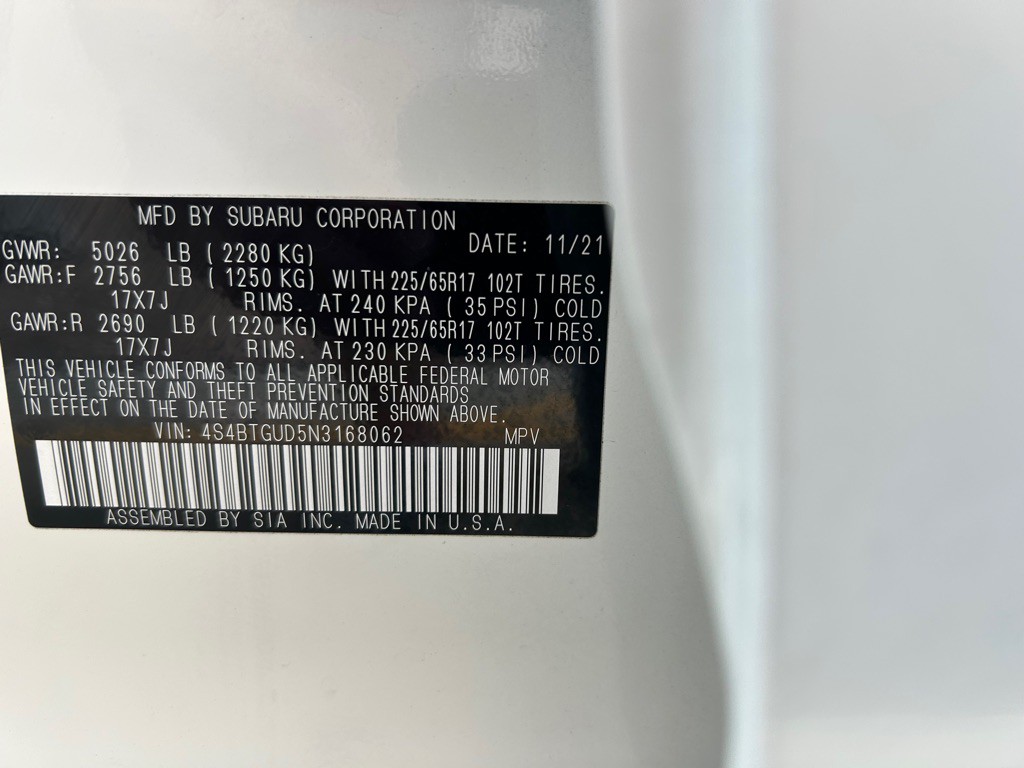 MFD BY SUBARU CORPORATION
GVWR: 5026 LB ( 2280 KG) DATE: 11/21
GAWR:F 2756 LB ( 1250 KG) WITH 225/65R17 102T TIRES.
17X7J RIMS. AT 240 KPA ( 35 PSI) COLD
GAWR:R 2690 LB ( 1220 KG) WITH 225/65R17 102T TIRES.
17X7J RIMS. AT 230 KPA ( 33 PSI) COLD
THIS VEHICLE CONFORMS TO ALL APPLICABLE FEDERAL MOTOR
VEHICLE SAFETY AND THEFT PREVENTION STANDARDS
IN EFFECT ON THE DATE OF MANUFACTURE SHOWN ABOVE.
VIN: 4S4BTGUD5N3168062 MPV
ASSEMBLED BY SIA INC. MADE IN U.S.A.